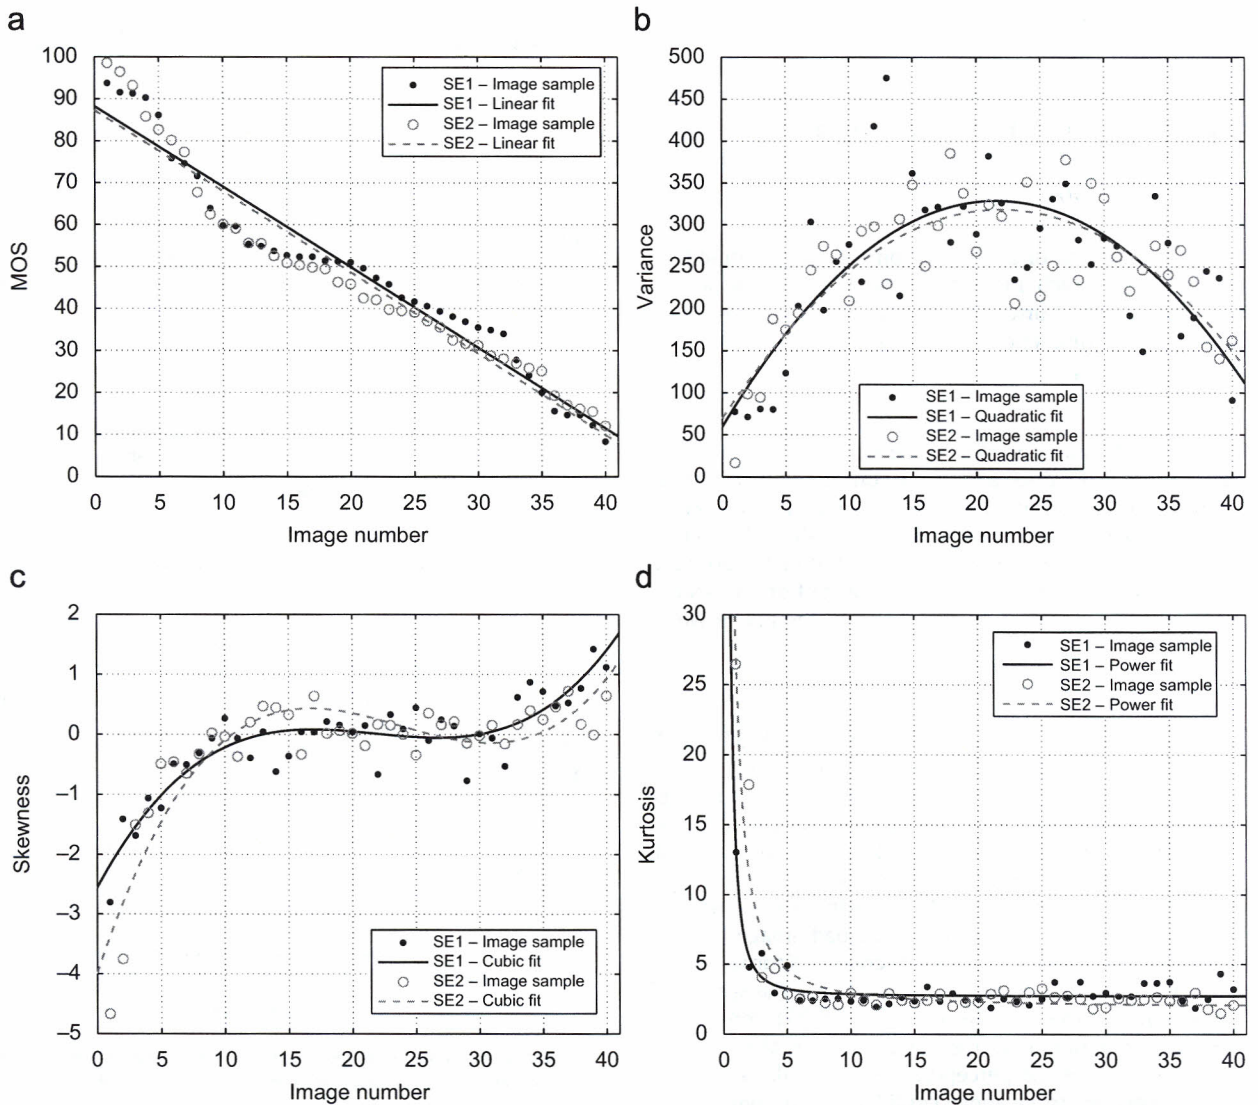 a
100
90
80
70
60
50
40
30
20
10
0
MOS
0 5 10 15 20 25 30 35 40
Image number
SE1 – Image sample
SE1 – Linear fit
SE2 – Image sample
SE2 – Linear fit
b
500
450
400
350
300
250
200
150
100
50
0
Variance
0 5 10 15 20 25 30 35 40
Image number
SE1 – Image sample
SE1 – Quadratic fit
SE2 – Image sample
SE2 – Quadratic fit
c
2
1
0
–1
–2
–3
–4
–5
Skewness
0 5 10 15 20 25 30 35 40
Image number
SE1 – Image sample
SE1 – Cubic fit
SE2 – Image sample
SE2 – Cubic fit
d
30
25
20
15
10
5
0
Kurtosis
0 5 10 15 20 25 30 35 40
Image number
SE1 – Image sample
SE1 – Power fit
SE2 – Image sample
SE2 – Power fit